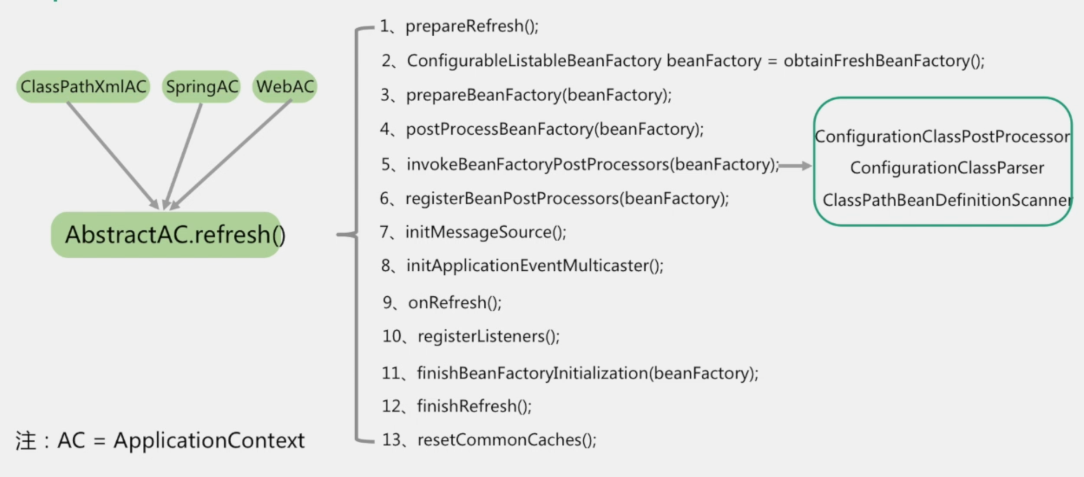 ClassPathXmlAC
SpringAC
WebAC
AbstractAC.refresh()
1、prepareRefresh();
2、ConfigurableListableBeanFactory beanFactory = obtainFreshBeanFactory();
3、prepareBeanFactory(beanFactory);
4、postProcessBeanFactory(beanFactory);
5、invokeBeanFactoryPostProcessors(beanFactory);
6、registerBeanPostProcessors(beanFactory);
7、initMessageSource();
8、initApplicationEventMulticaster();
9、onRefresh();
10、registerListeners();
11、finishBeanFactoryInitialization(beanFactory);
12、finishRefresh();
13、resetCommonCaches();
ConfigurationClassPostProcessor
ConfigurationClassParser
ClassPathBeanDefinitionScanner
注：AC = ApplicationContext